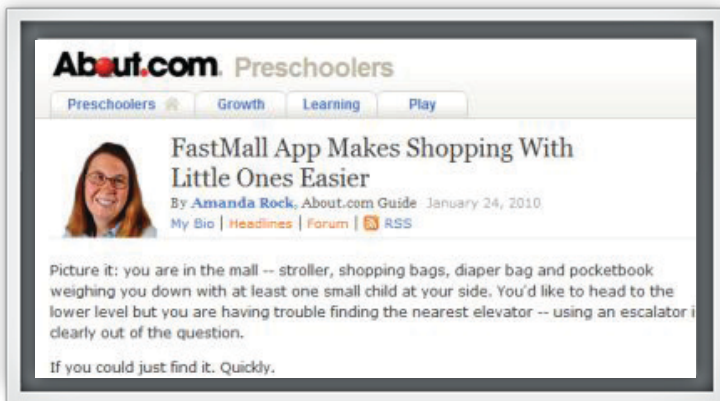 About.com. Preschoolers
Preschoolers Growth Learning Play
FastMall App Makes Shopping With
Little Ones Easier
By Amanda Rock, About.com Guide January 24, 2010
My Bio | Headlines | Forum | RSS
Picture it: you are in the mall -- stroller, shopping bags, diaper bag and pocketbook
weighing you down with at least one small child at your side. You'd like to head to the
lower level but you are having trouble finding the nearest elevator -- using an escalator i
clearly out of the question.
If you could just find it. Quickly.